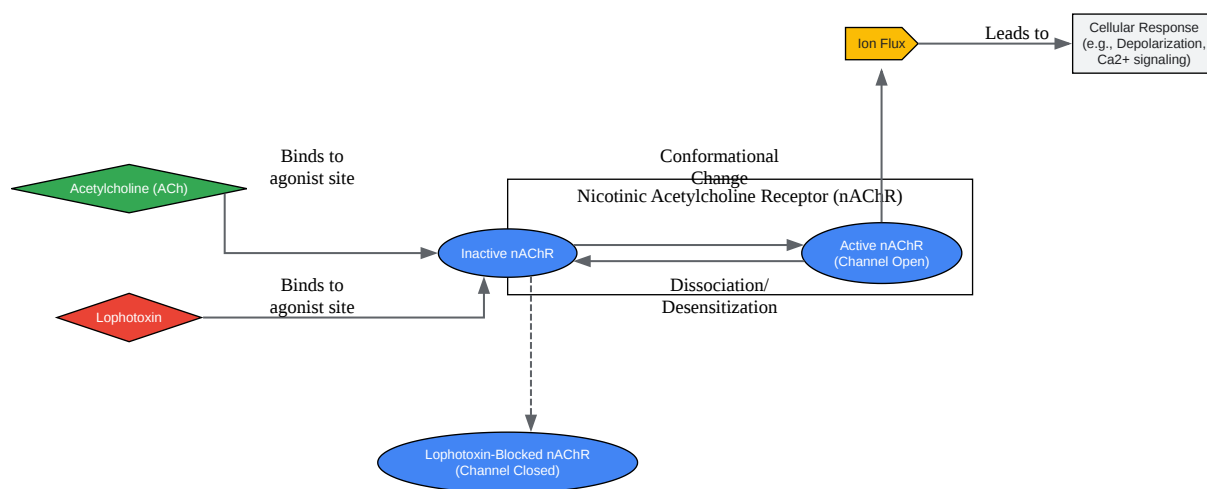 Ion Flux
Leads to
Cellular Response
(e.g., Depolarization,
Ca2+ signaling)
Binds to
agonist site
Acetylcholine (ACh)
Conformational
Change
Nicotinic Acetylcholine Receptor (nAChR)
Inactive nAChR
Active nAChR
(Channel Open)
Binds to
agonist site
Lophotoxin
Dissociation/
Desensitization
Lophotoxin-Blocked nAChR
(Channel Closed)